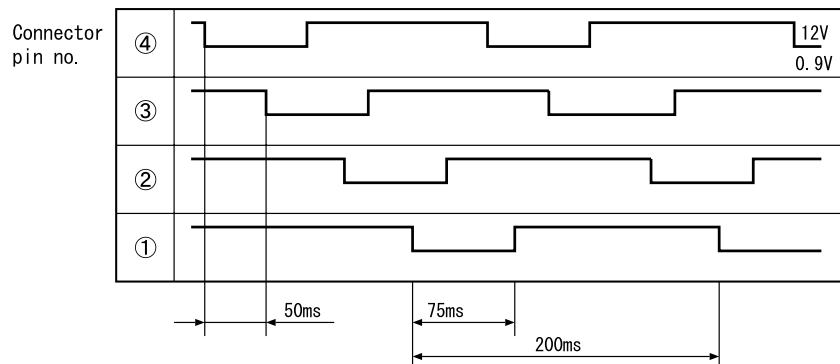 Connector
pin no.
④
12V
0.9V
③
②
①
50ms
75ms
200ms